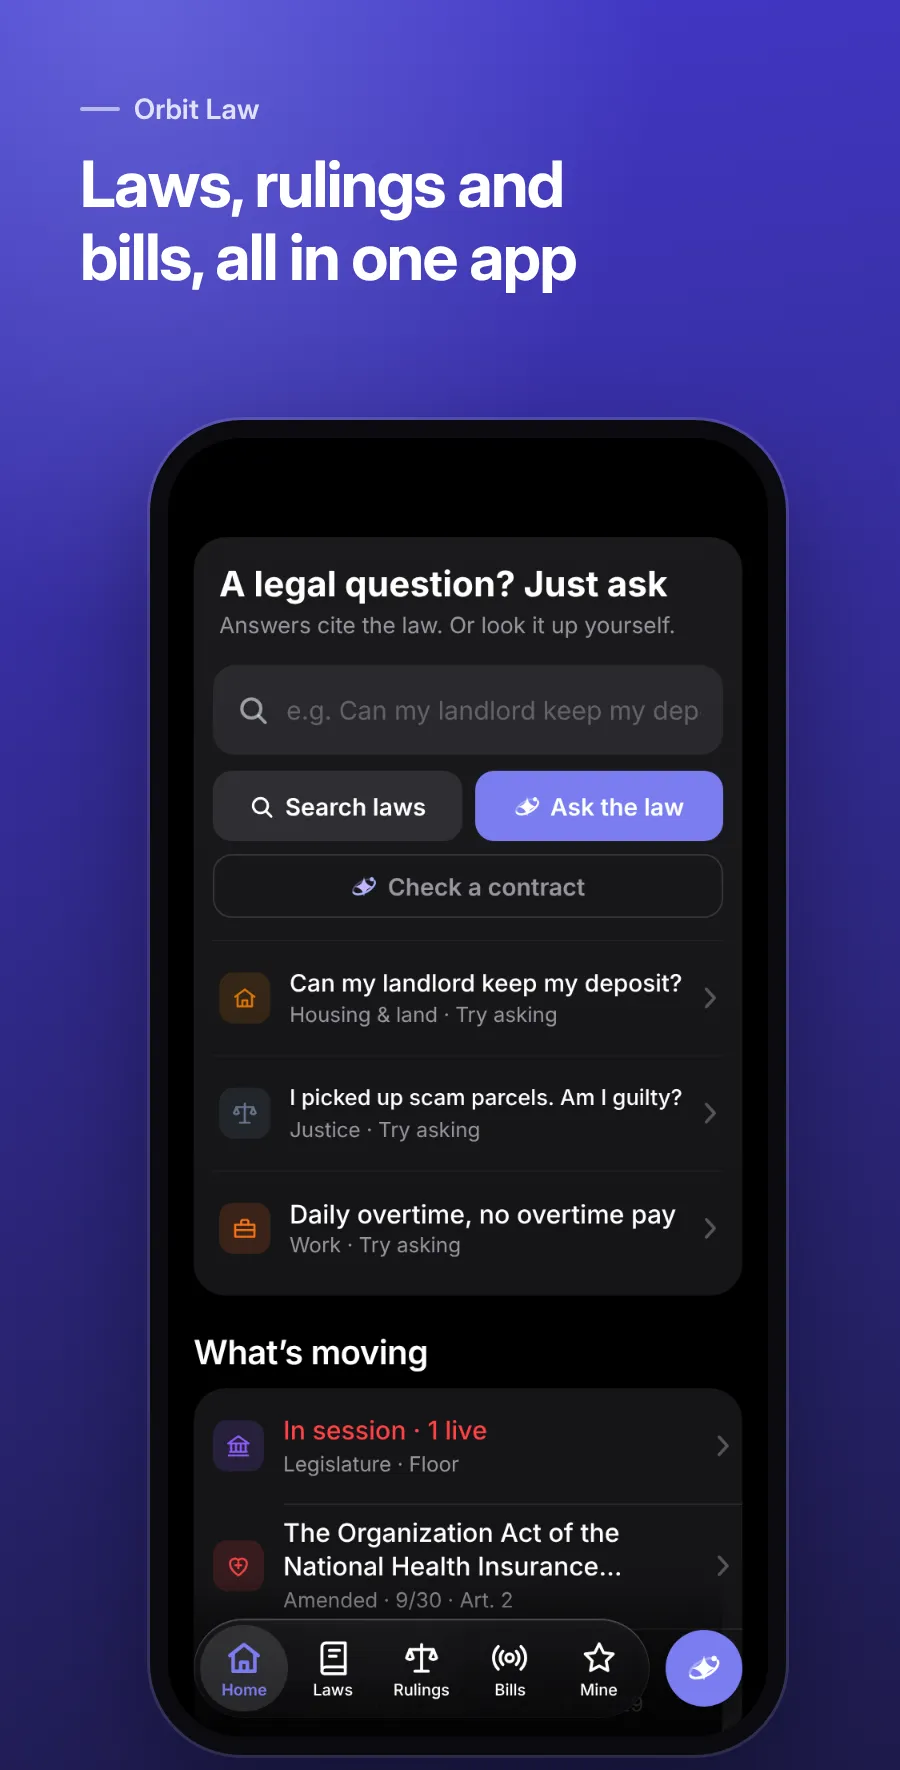 Orbit Law
Laws, rulings and
bills, all in one app
A legal question? Just ask
Answers cite the law. Or look it up yourself.
e.g. Can my landlord keep my dep
Search laws
Ask the law
Check a contract
Can my landlord keep my deposit?
Housing & land · Try asking
I picked up scam parcels. Am I guilty?
Justice · Try asking
Daily overtime, no overtime pay
Work · Try asking
What's moving
In session · 1 live
Legislature · Floor
The Organization Act of the
National Health Insurance...
Amended · 9/30 · Art. 2
Home
Laws
Rulings
Bills
Mine